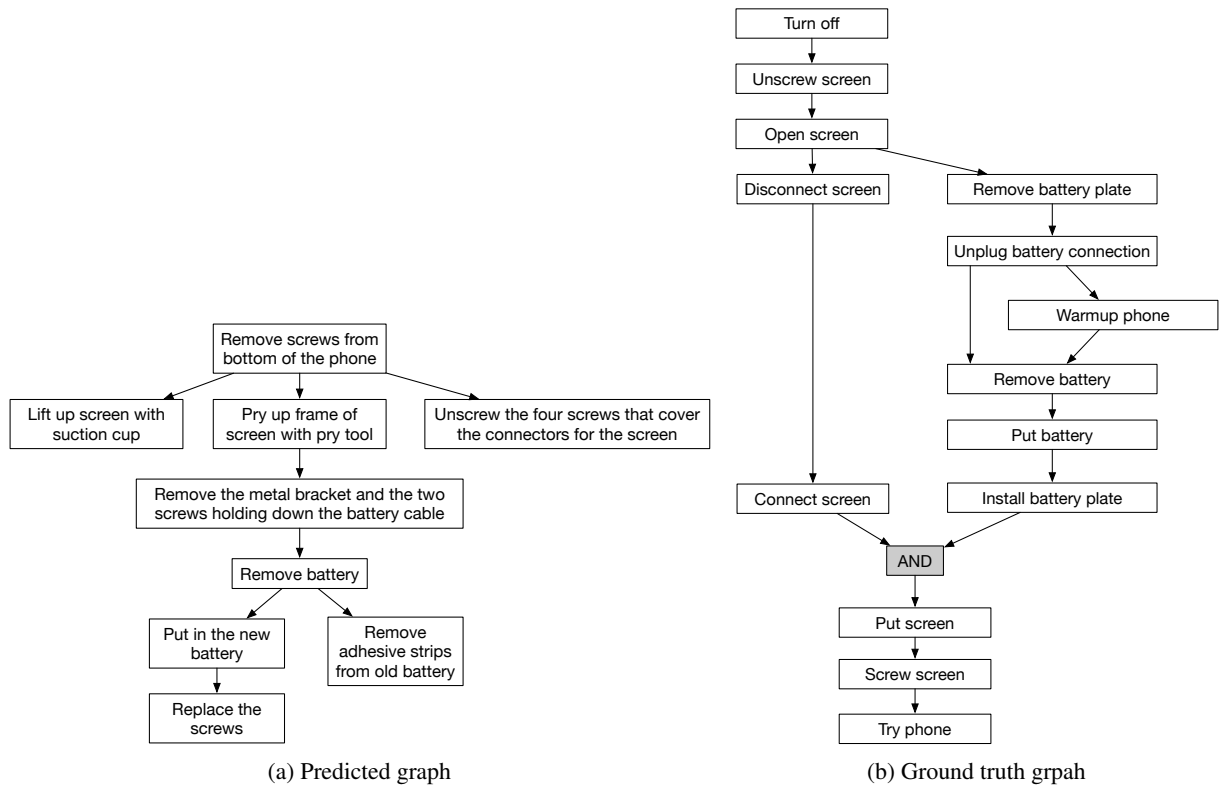 Remove screws from
bottom of the phone
Lift up screen with
suction cup
Pry up frame of
screen with pry tool
Unscrew the four screws that cover
the connectors for the screen
Remove the metal bracket and the two
screws holding down the battery cable
Remove battery
Put in the new
battery
Remove
adhesive strips
from old battery
Replace the
screws
(a) Predicted graph
Turn off
Unscrew screen
Open screen
Disconnect screen
Remove battery plate
Unplug battery connection
Warmup phone
Remove battery
Put battery
Connect screen
Install battery plate
AND
Put screen
Screw screen
Try phone
(b) Ground truth grpah